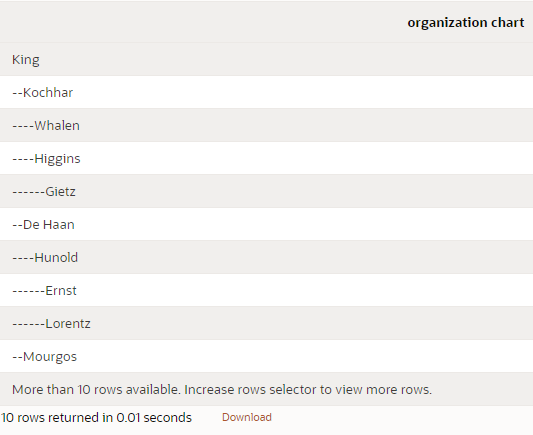 organization chart
King
--Kochhar
----Whalen
----Higgins
------Gietz
--De Haan
----Hunold
------Ernst
------Lorentz
--Mourgos
More than 10 rows available. Increase rows selector to view more rows.
10 rows returned in 0.01 seconds Download